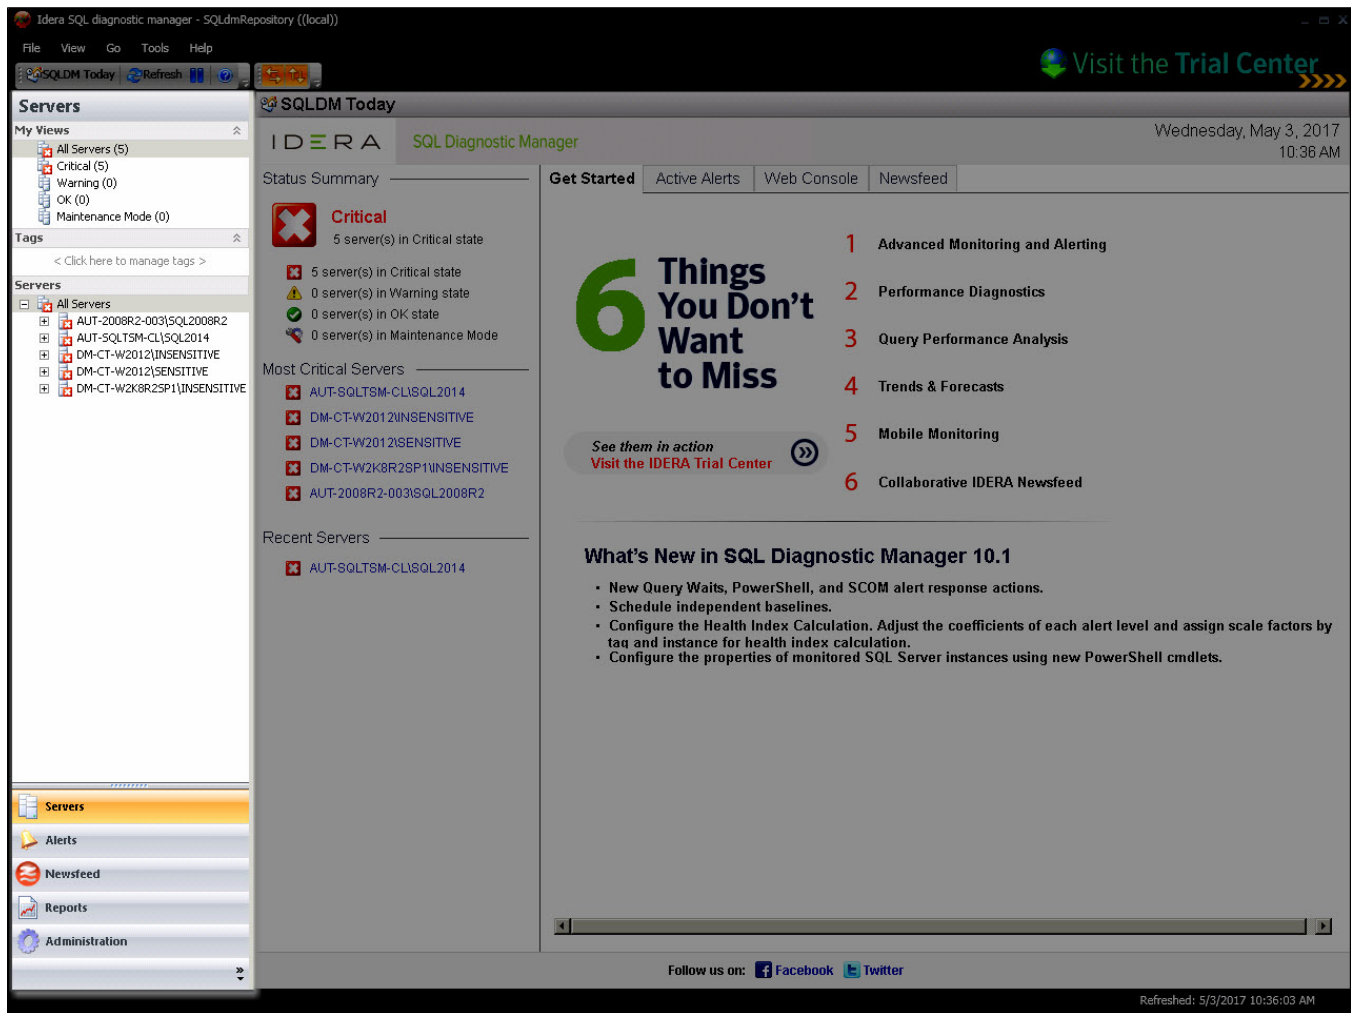 Idera SQL diagnostic manager - SQLdmRepository ((local))
File View Go Tools Help
SQLDM Today Refresh
Visit the Trial Center
Servers
My Views
All Servers (5)
Critical (5)
Warning (0)
OK (0)
Maintenance Mode (0)
Tags
< Click here to manage tags >
Servers
All Servers
AUT-2008R2-003\SQL2008R2
AUT-SQLTSM-CL\SQL2014
DM-CT-W2012\INSENSITIVE
DM-CT-W2012\SENSITIVE
DM-CT-W2K8R2SP1\INSENSITIVE
Servers
Alerts
Newsfeed
Reports
Administration
SQLDM Today
IDERA SQL Diagnostic Manager
Wednesday, May 3, 2017
10:36 AM
Status Summary
Critical
5 server(s) in Critical state
5 server(s) in Critical state
0 server(s) in Warning state
0 server(s) in OK state
0 server(s) in Maintenance Mode
Most Critical Servers
AUT-SQLTSM-CL\SQL2014
DM-CT-W2012\INSENSITIVE
DM-CT-W2012\SENSITIVE
DM-CT-W2K8R2SP1\INSENSITIVE
AUT-2008R2-003\SQL2008R2
Recent Servers
AUT-SQLTSM-CL\SQL2014
Get Started Active Alerts Web Console Newsfeed
6 Things
You Don't
Want
to Miss
See them in action
Visit the IDERA Trial Center
1 Advanced Monitoring and Alerting
2 Performance Diagnostics
3 Query Performance Analysis
4 Trends & Forecasts
5 Mobile Monitoring
6 Collaborative IDERA Newsfeed
What's New in SQL Diagnostic Manager 10.1
• New Query Waits, PowerShell, and SCOM alert response actions.
• Schedule independent baselines.
• Configure the Health Index Calculation. Adjust the coefficients of each alert level and assign scale factors by
tag and instance for health index calculation.
• Configure the properties of monitored SQL Server instances using new PowerShell cmdlets.
Follow us on: Facebook Twitter
Refreshed: 5/3/2017 10:36:03 AM